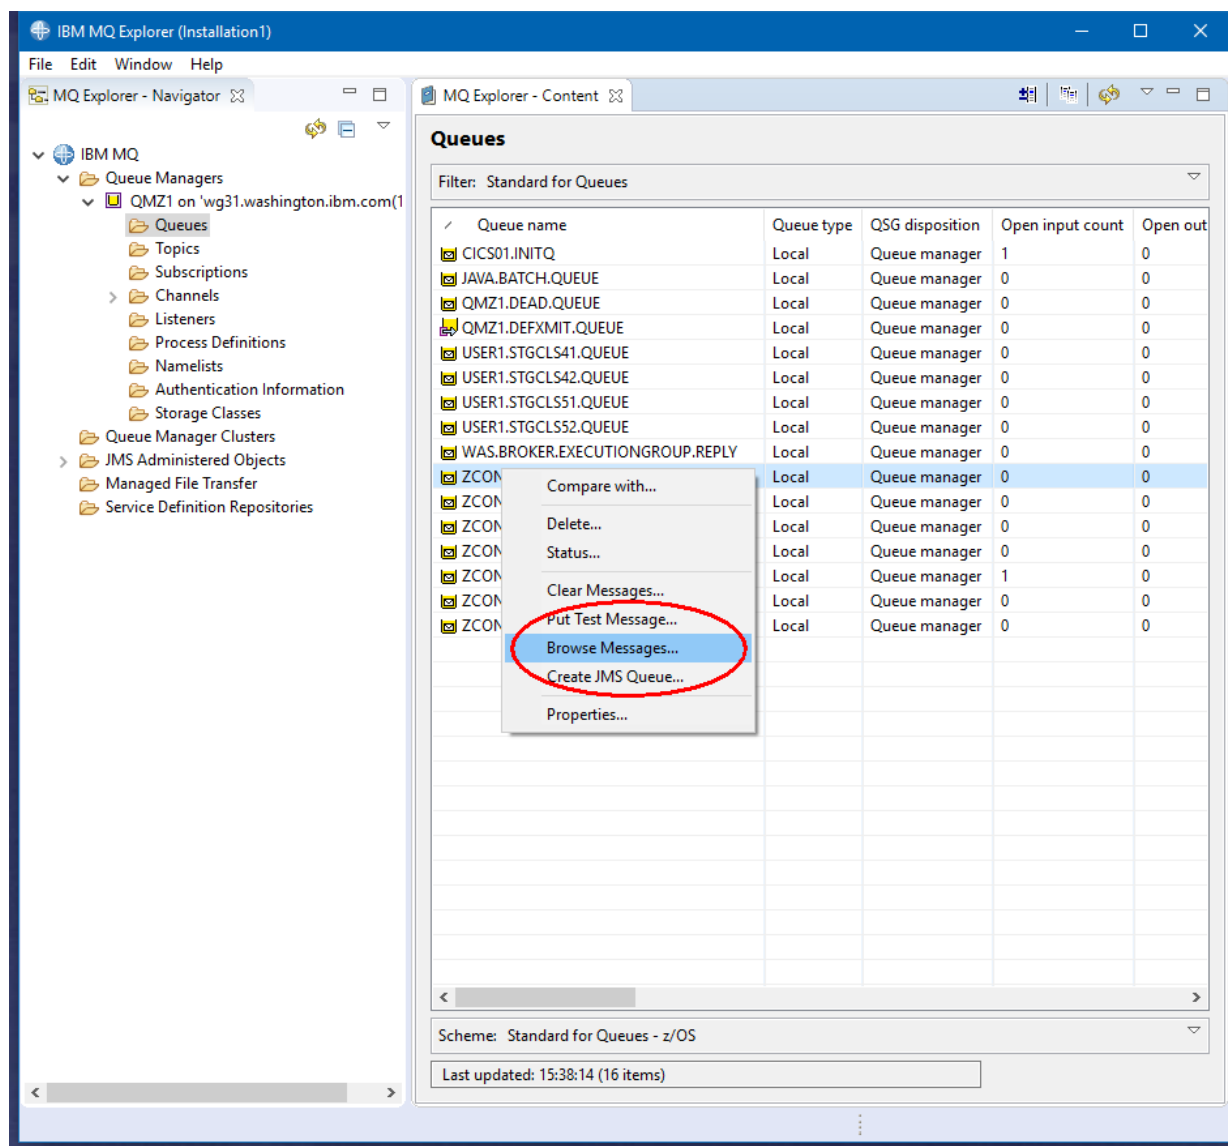 IBM MQ Explorer (Installation1)
File Edit Window Help
MQ Explorer - Navigator
IBM MQ
Queue Managers
QMZ1 on 'wg31.washington.ibm.com(1
Queues
Topics
Subscriptions
Channels
Listeners
Process Definitions
Namelists
Authentication Information
Storage Classes
Queue Manager Clusters
JMS Administered Objects
Managed File Transfer
Service Definition Repositories
MQ Explorer - Content
Queues
Filter: Standard for Queues
Queue name Queue type QSG disposition Open input count Open out
CICS01.INITQ Local Queue manager 1 0
JAVA.BATCH.QUEUE Local Queue manager 0 0
QMZ1.DEAD.QUEUE Local Queue manager 0 0
QMZ1.DEFXMIT.QUEUE Local Queue manager 0 0
USER1.STGCLS41.QUEUE Local Queue manager 0 0
USER1.STGCLS42.QUEUE Local Queue manager 0 0
USER1.STGCLS51.QUEUE Local Queue manager 0 0
USER1.STGCLS52.QUEUE Local Queue manager 0 0
WAS.BROKER.EXECUTIONGROUP.REPLY Local Queue manager 0 0
ZCON Local Queue manager 0 0
ZCON Local Queue manager 0 0
ZCON Local Queue manager 0 0
ZCON Local Queue manager 0 0
ZCON Local Queue manager 1 0
ZCON Local Queue manager 0 0
ZCON Local Queue manager 0 0
Compare with...
Delete...
Status...
Clear Messages...
Put Test Message...
Browse Messages...
Create JMS Queue...
Properties...
Scheme: Standard for Queues - z/OS
Last updated: 15:38:14 (16 items)